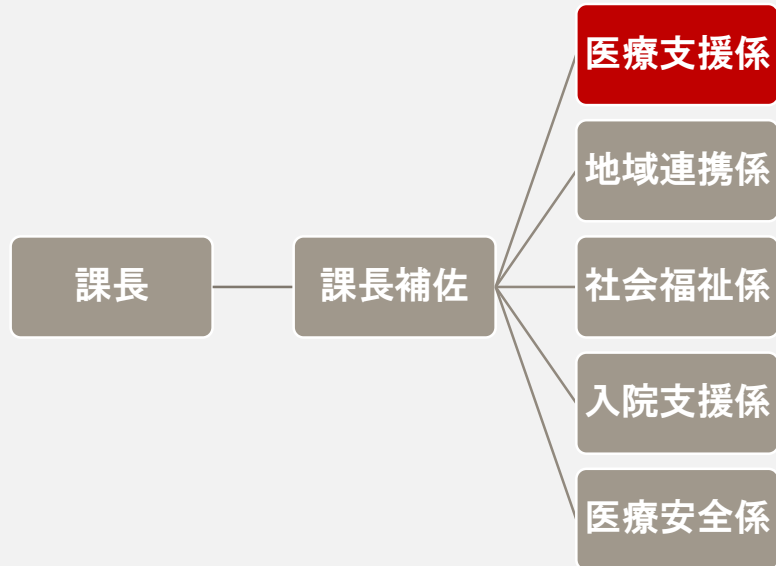 課長
課長補佐
医療支援係
地域連携係
社会福祉係
入院支援係
医療安全係